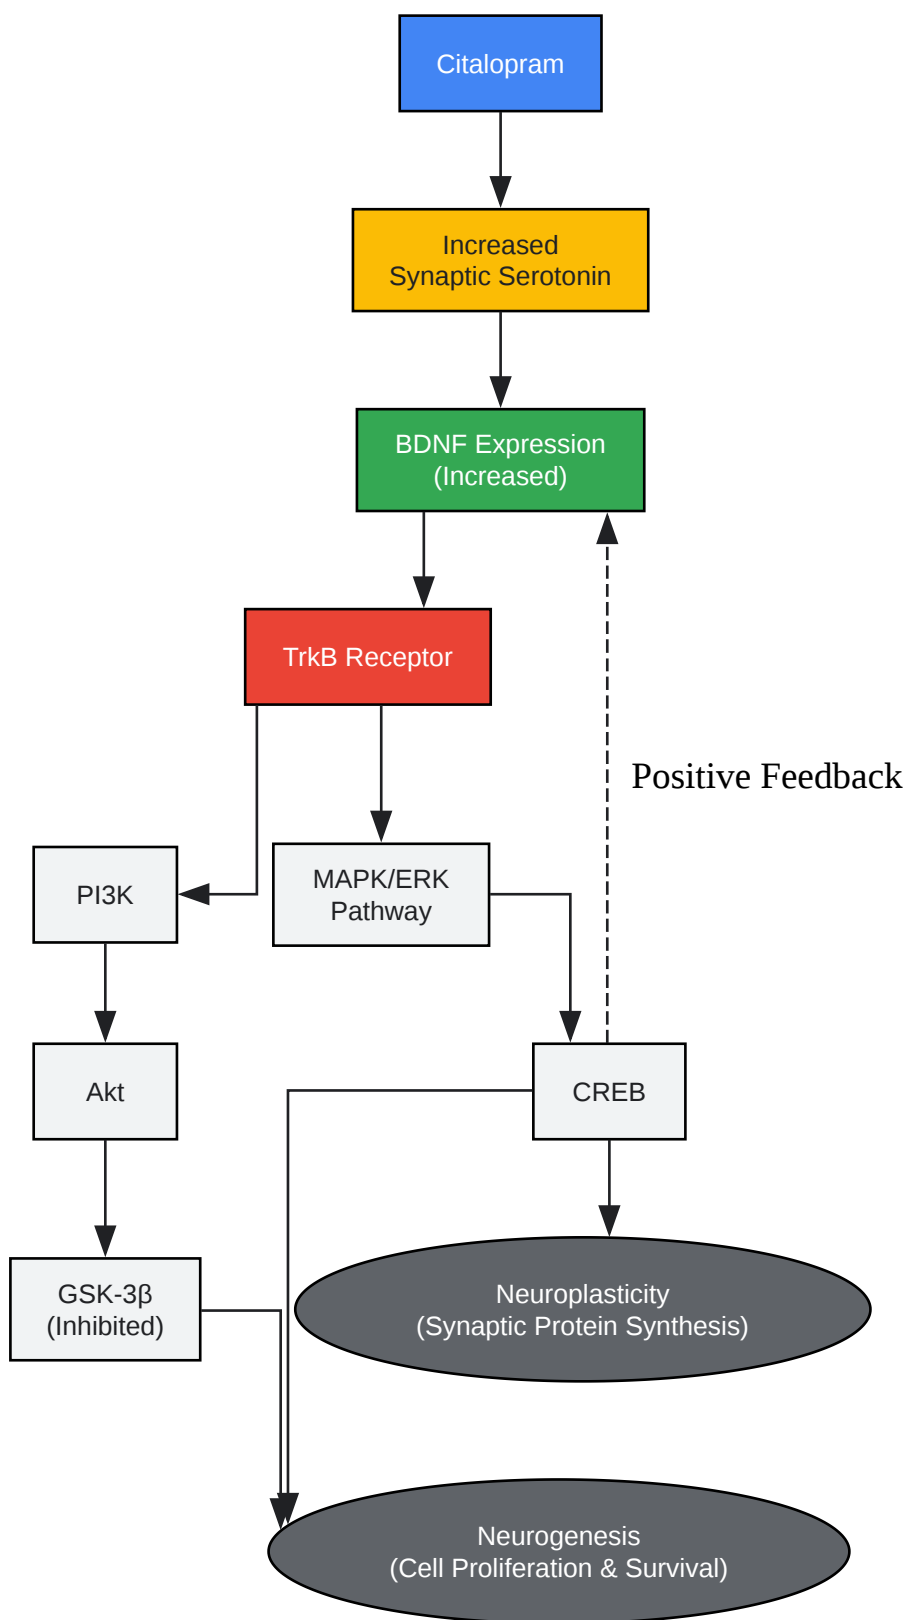 Citalopram
Increased
Synaptic Serotonin
BDNF Expression
(Increased)
TrkB Receptor
Positive Feedback
PI3K
MAPK/ERK
Pathway
Akt
CREB
GSK-3β
(Inhibited)
Neuroplasticity
(Synaptic Protein Synthesis)
Neurogenesis
(Cell Proliferation & Survival)